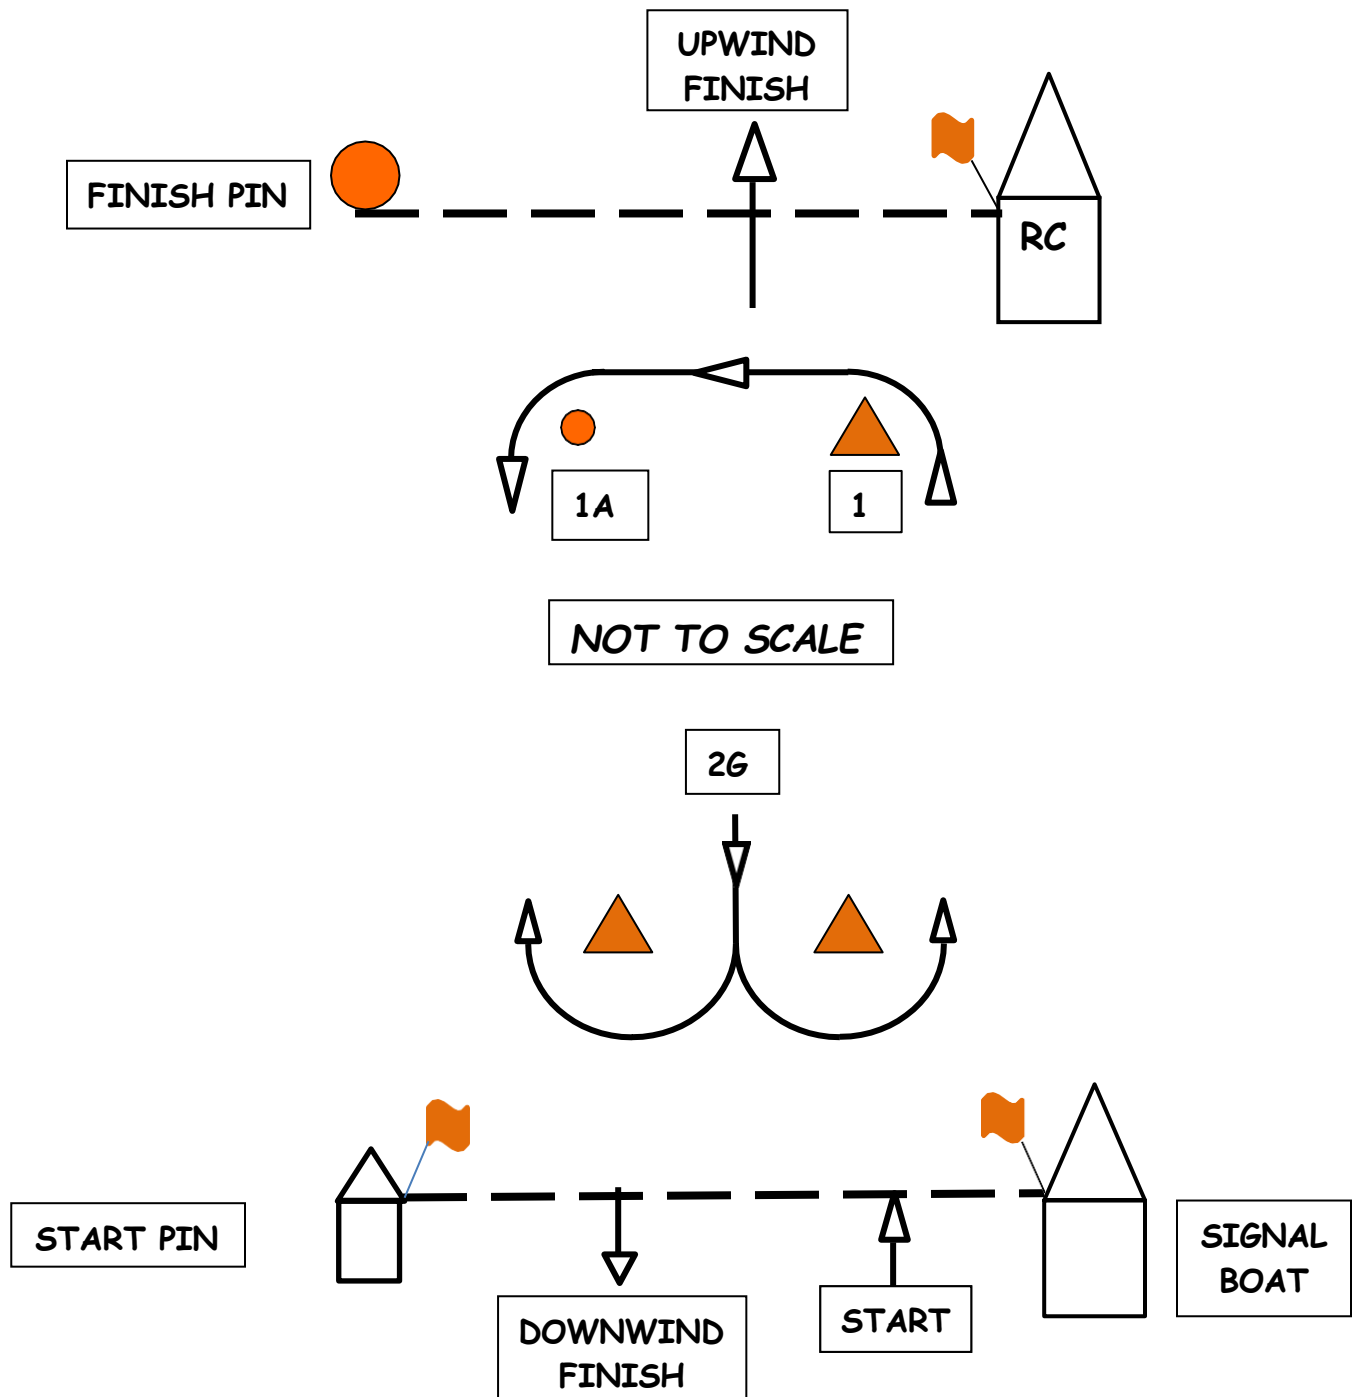 UPWIND
FINISH
FINISH PIN
RC
1A
1
NOT TO SCALE
2G
START PIN
SIGNAL
BOAT
START
DOWNWIND
FINISH